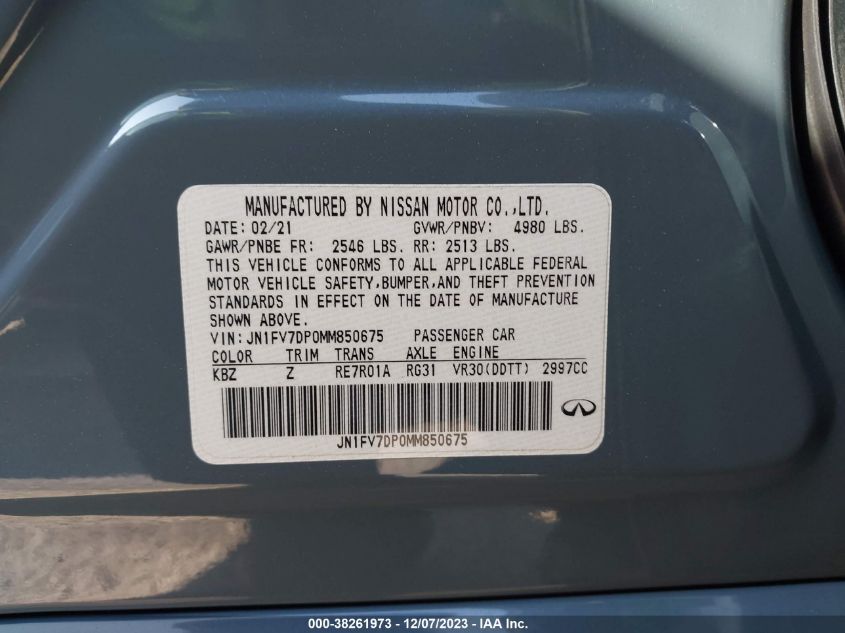 MANUFACTURED BY NISSAN MOTOR CO.,LTD.
DATE: 02/21 GVWR/PNBV: 4980 LBS.
GAWR/PNBE FR: 2546 LBS. RR: 2513 LBS.
THIS VEHICLE CONFORMS TO ALL APPLICABLE FEDERAL
MOTOR VEHICLE SAFETY,BUMPER,AND THEFT PREVENTION
STANDARDS IN EFFECT ON THE DATE OF MANUFACTURE
SHOWN ABOVE.
VIN:JN1FV7DP0MM850675 PASSENGER CAR
COLOR TRIM TRANS AXLE ENGINE
KBZ Z RE7R01A RG31 VR30(DDTT) 2997CC
JN1FV7DP0MM850675
000-38261973 - 12/07/2023 - IAA Inc.